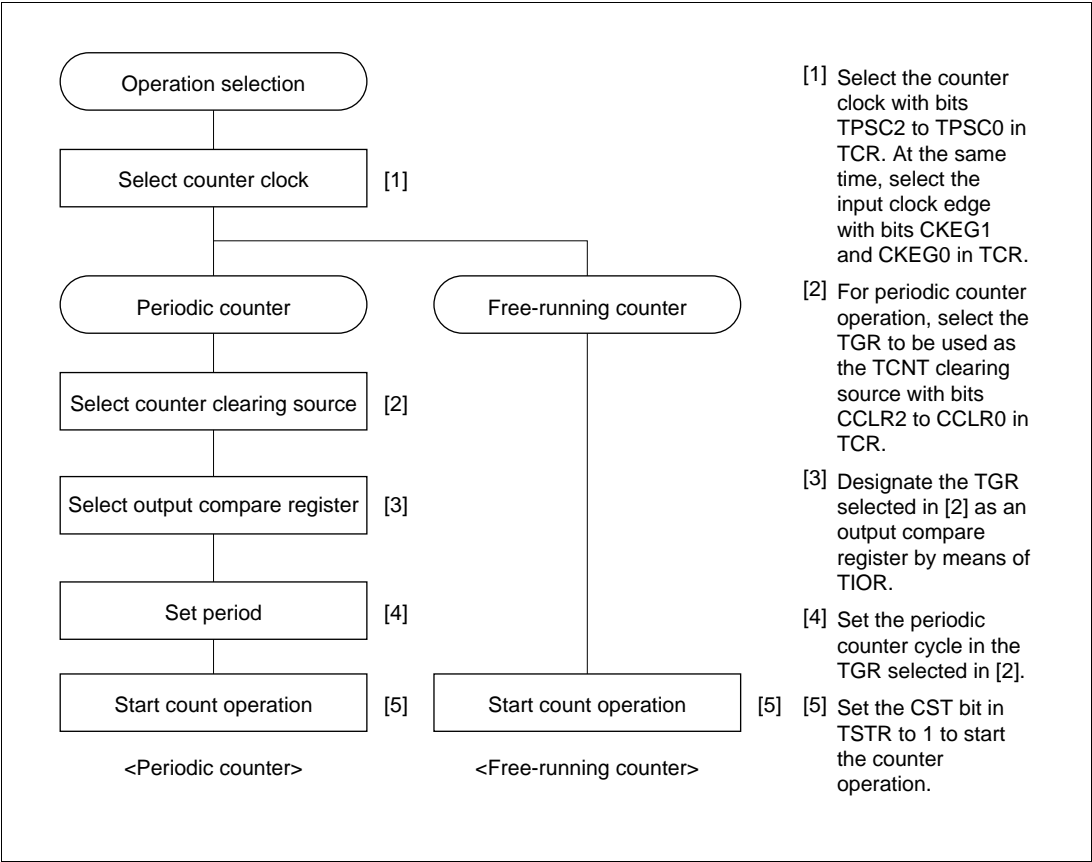 Operation selection
Select counter clock [1]
Periodic counter
Free-running counter
Select counter clearing source [2]
Select output compare register [3]
Set period [4]
Start count operation [5]
Start count operation [5]
<Periodic counter>
<Free-running counter>
[1] Select the counter
clock with bits
TPSC2 to TPSC0 in
TCR. At the same
time, select the
input clock edge
with bits CKEG1
and CKEG0 in TCR.
[2] For periodic counter
operation, select the
TGR to be used as
the TCNT clearing
source with bits
CCLR2 to CCLR0 in
TCR.
[3] Designate the TGR
selected in [2] as an
output compare
register by means of
TIOR.
[4] Set the periodic
counter cycle in the
TGR selected in [2].
[5] Set the CST bit in
TSTR to 1 to start
the counter
operation.